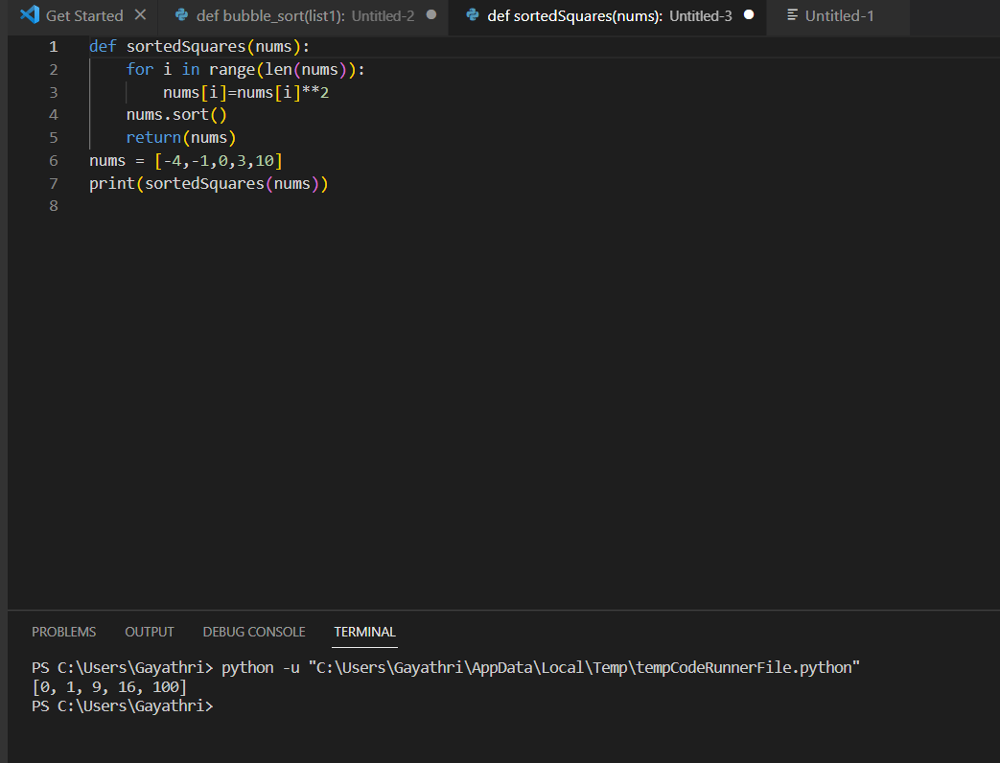 Get Started def bubble_sort(list1): Untitled-2 def sortedSquares(nums): Untitled-3 Untitled-1
1 def sortedSquares(nums):
2     for i in range(len(nums)):
3         nums[i]=nums[i]**2
4     nums.sort()
5     return(nums)
6 nums = [-4,-1,0,3,10]
7 print(sortedSquares(nums))
8
PROBLEMS OUTPUT DEBUG CONSOLE TERMINAL
PS C:\Users\Gayathri> python -u "C:\Users\Gayathri\AppData\Local\Temp\tempCodeRunnerFile.python"
[0, 1, 9, 16, 100]
PS C:\Users\Gayathri>